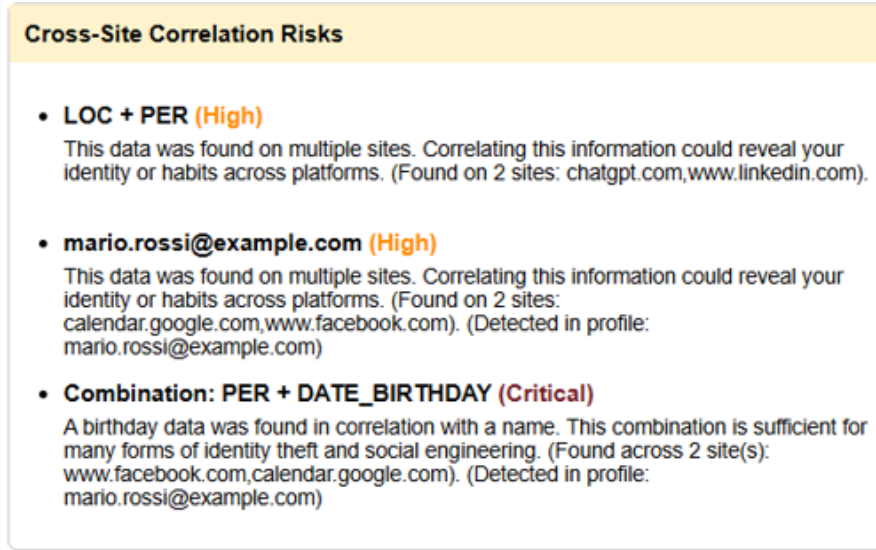 Cross-Site Correlation Risks
• LOC + PER (High)
This data was found on multiple sites. Correlating this information could reveal your
identity or habits across platforms. (Found on 2 sites: chatgpt.com,www.linkedin.com).
• mario.rossi@example.com (High)
This data was found on multiple sites. Correlating this information could reveal your
identity or habits across platforms. (Found on 2 sites:
calendar.google.com,www.facebook.com). (Detected in profile:
mario.rossi@example.com)
• Combination: PER + DATE_BIRTHDAY (Critical)
A birthday data was found in correlation with a name. This combination is sufficient for
many forms of identity theft and social engineering. (Found across 2 site(s):
www.facebook.com,calendar.google.com). (Detected in profile:
mario.rossi@example.com)